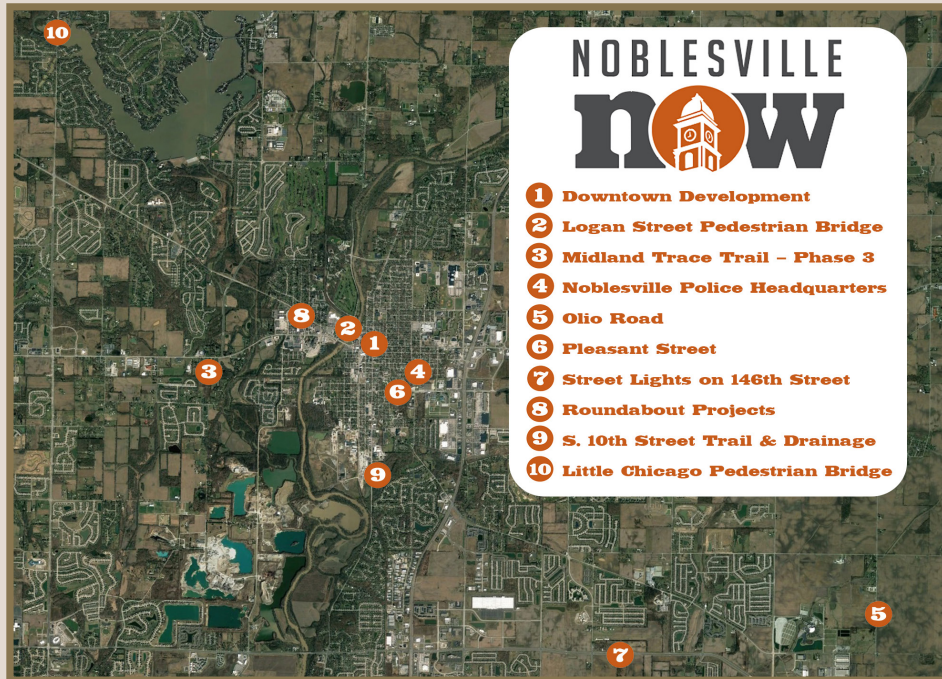 10
NOBLESVILLE
now
1 Downtown Development
2 Logan Street Pedestrian Bridge
3 Midland Trace Trail – Phase 3
4 Noblesville Police Headquarters
5 Olio Road
6 Pleasant Street
7 Street Lights on 146th Street
8 Roundabout Projects
9 S. 10th Street Trail & Drainage
10 Little Chicago Pedestrian Bridge
8
2
1
3
4
6
9
5
7